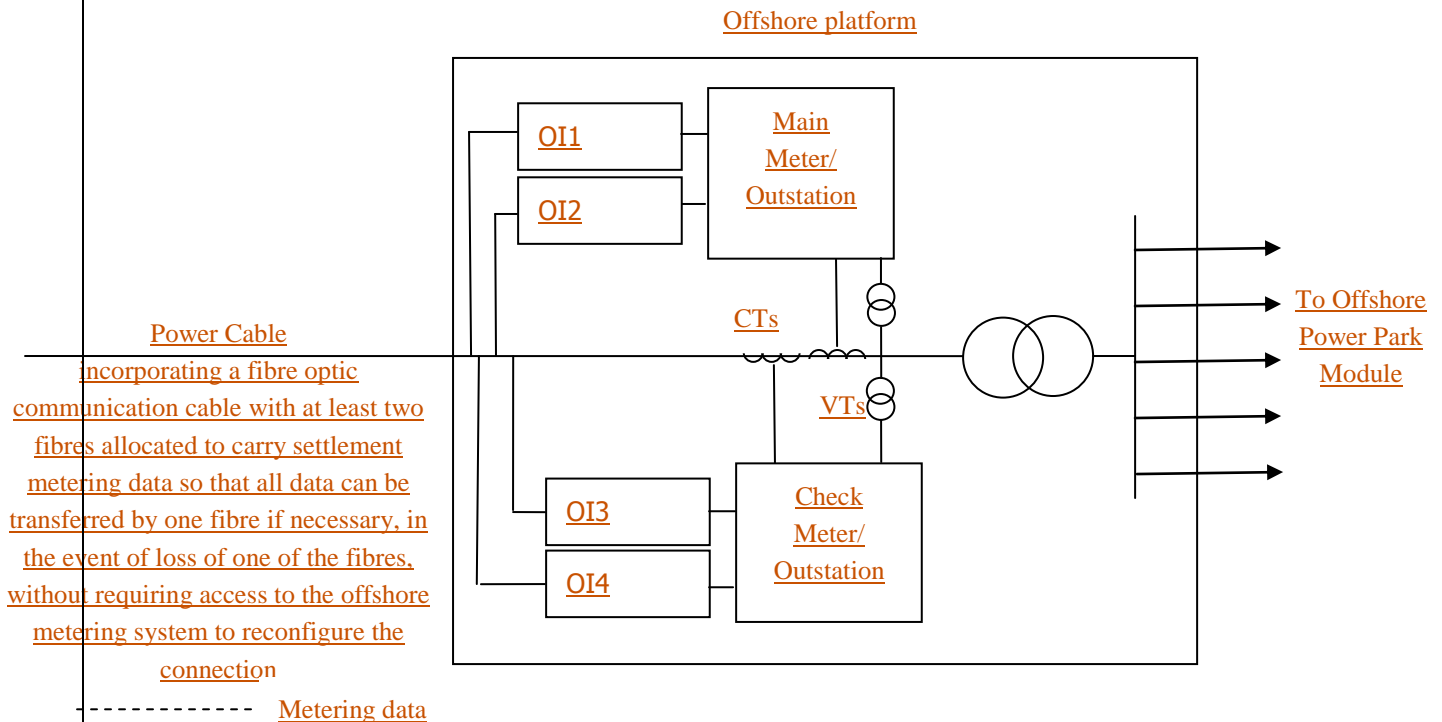 Offshore platform
OI1
OI2
Main
Meter/
Outstation
CTs
VTs
To Offshore
Power Park
Module
Power Cable
incorporating a fibre optic
communication cable with at least two
fibres allocated to carry settlement
metering data so that all data can be
transferred by one fibre if necessary, in
the event of loss of one of the fibres,
without requiring access to the offshore
metering system to reconfigure the
connection
OI3
OI4
Check
Meter/
Outstation
Metering data